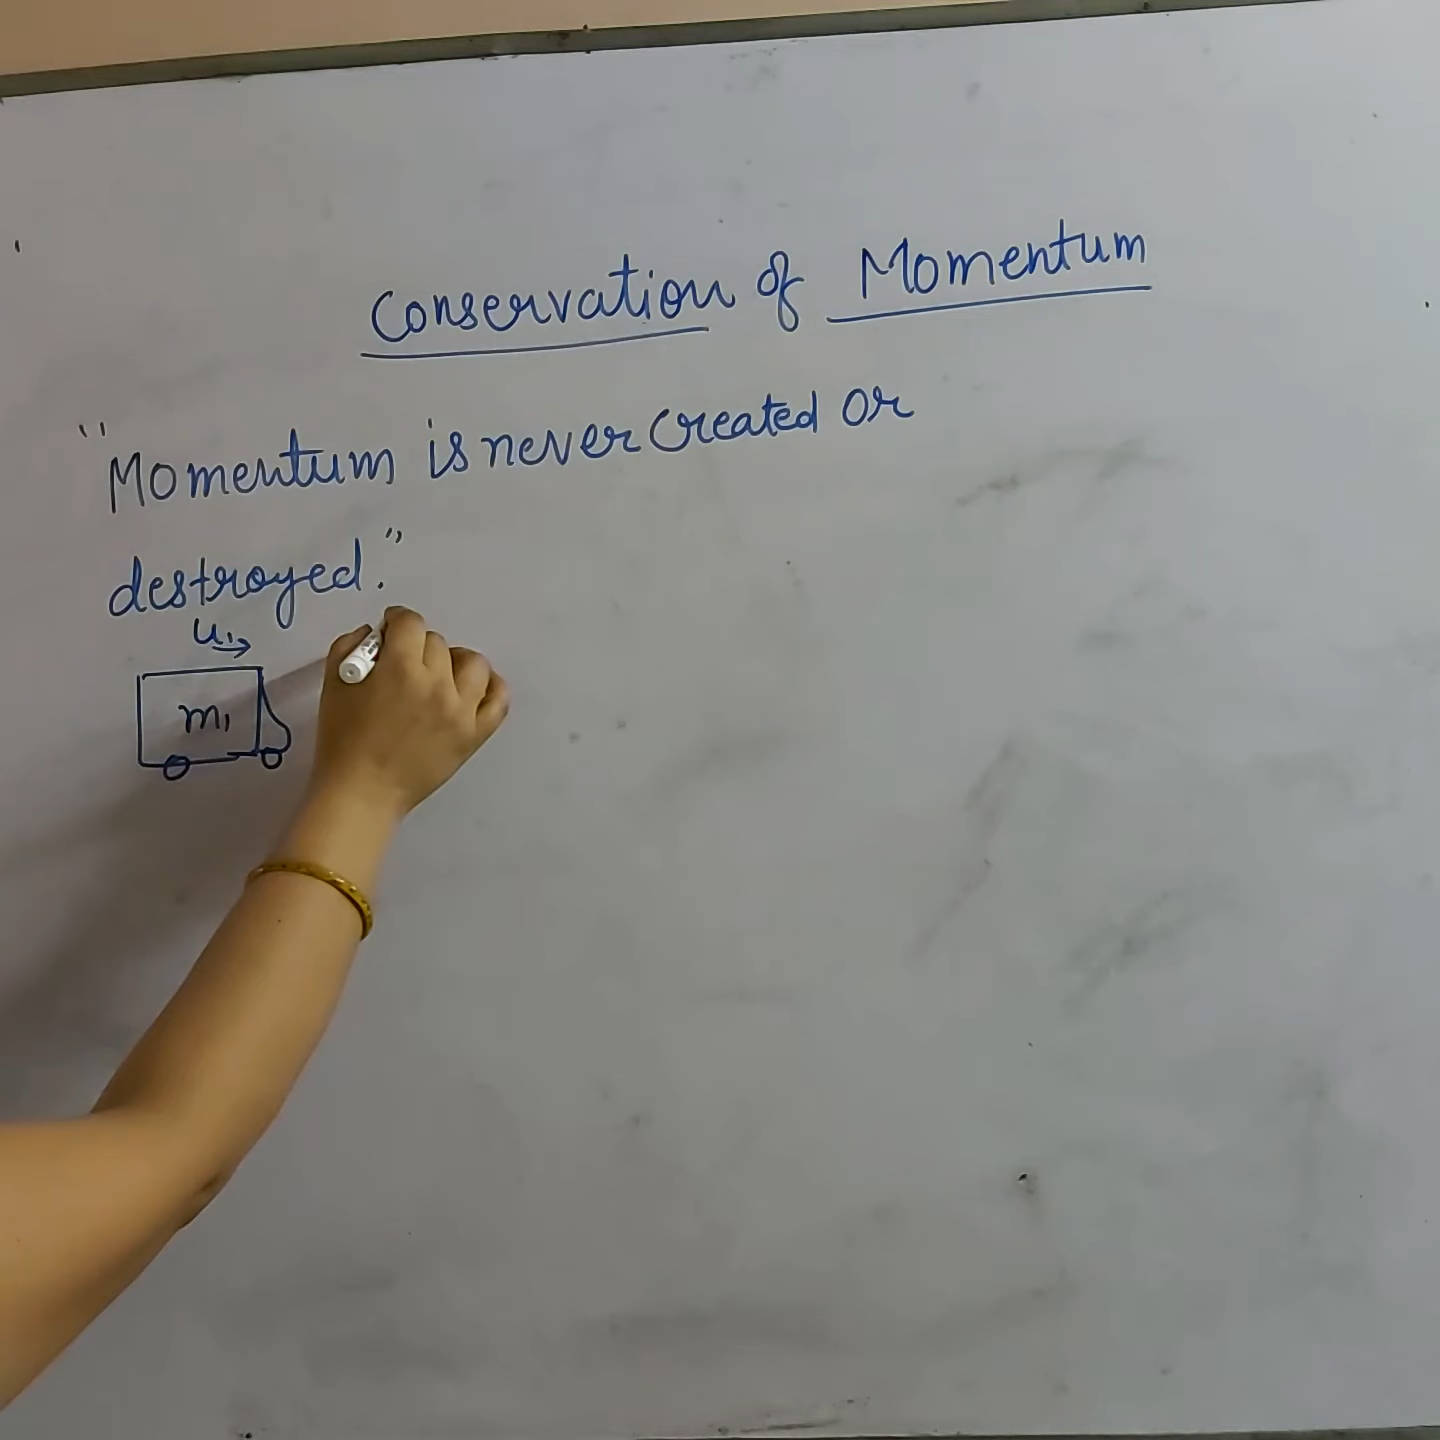 Conservation of Momentum
"Momentum is never created or
destroyed."
u₁
m₁